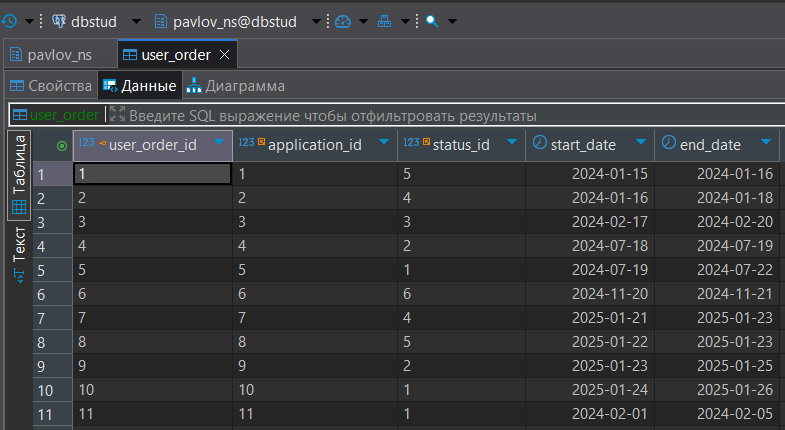 dbstud pavlov_ns@dbstud
pavlov_ns user_order
Свойства Данные Диаграмма
user_order Введите SQL выражение чтобы отфильтровать результаты
Таблица
Текст
123 user_order_id 123 application_id 123 status_id start_date end_date
1 1 1 5 2024-01-15 2024-01-16
2 2 2 4 2024-01-16 2024-01-18
3 3 3 3 2024-02-17 2024-02-20
4 4 4 2 2024-07-18 2024-07-19
5 5 5 1 2024-07-19 2024-07-22
6 6 6 6 2024-11-20 2024-11-21
7 7 7 4 2025-01-21 2025-01-23
8 8 8 5 2025-01-22 2025-01-23
9 9 9 2 2025-01-23 2025-01-25
10 10 10 1 2025-01-24 2025-01-26
11 11 11 1 2024-02-01 2024-02-05